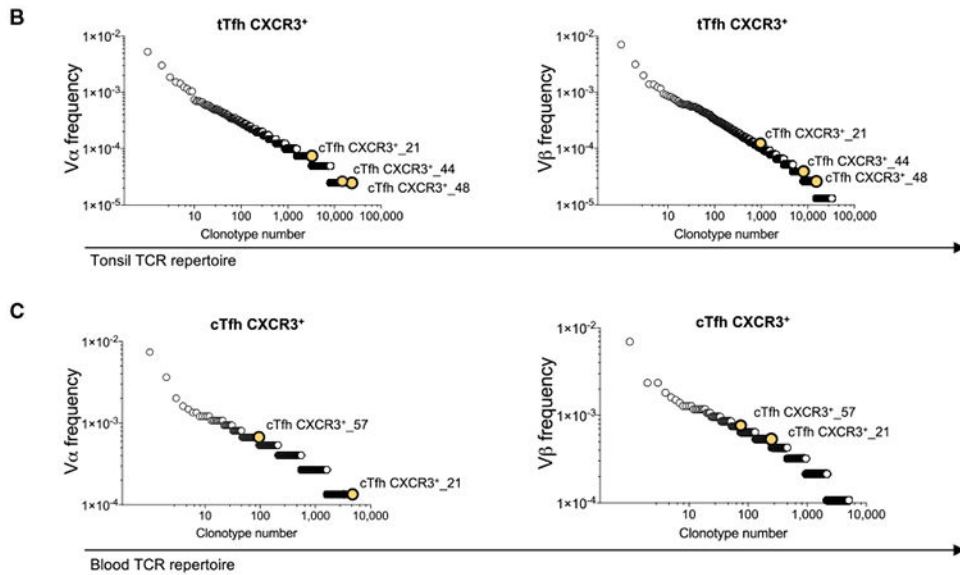 B
tTfh CXCR3⁺
Vα frequency
1×10⁻²
1×10⁻³
1×10⁻⁴
1×10⁻⁵
cTfh CXCR3⁺_21
cTfh CXCR3⁺_44
cTfh CXCR3⁺_48
10 100 1,000 10,000 100,000
Clonotype number
tTfh CXCR3⁺
Vβ frequency
1×10⁻²
1×10⁻³
1×10⁻⁴
1×10⁻⁵
cTfh CXCR3⁺_21
cTfh CXCR3⁺_44
cTfh CXCR3⁺_48
10 100 1,000 10,000 100,000
Clonotype number
Tonsil TCR repertoire
C
cTfh CXCR3⁺
Vα frequency
1×10⁻²
1×10⁻³
1×10⁻⁴
cTfh CXCR3⁺_57
cTfh CXCR3⁺_21
10 100 1,000 10,000
Clonotype number
cTfh CXCR3⁺
Vβ frequency
1×10⁻²
1×10⁻³
1×10⁻⁴
cTfh CXCR3⁺_57
cTfh CXCR3⁺_21
10 100 1,000 10,000
Clonotype number
Blood TCR repertoire